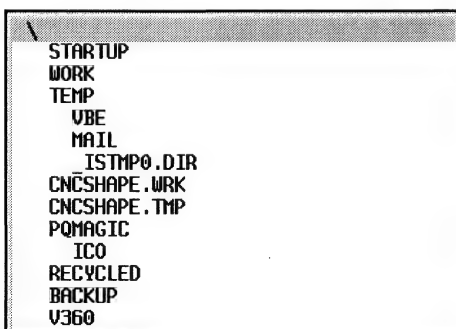 \
STARTUP
WORK
TEMP
VBE
MAIL
_ISTMP0.DIR
CNCSHAPE.WRK
CNCSHAPE.TMP
PQMAGIC
ICO
RECYCLED
BACKUP
V360